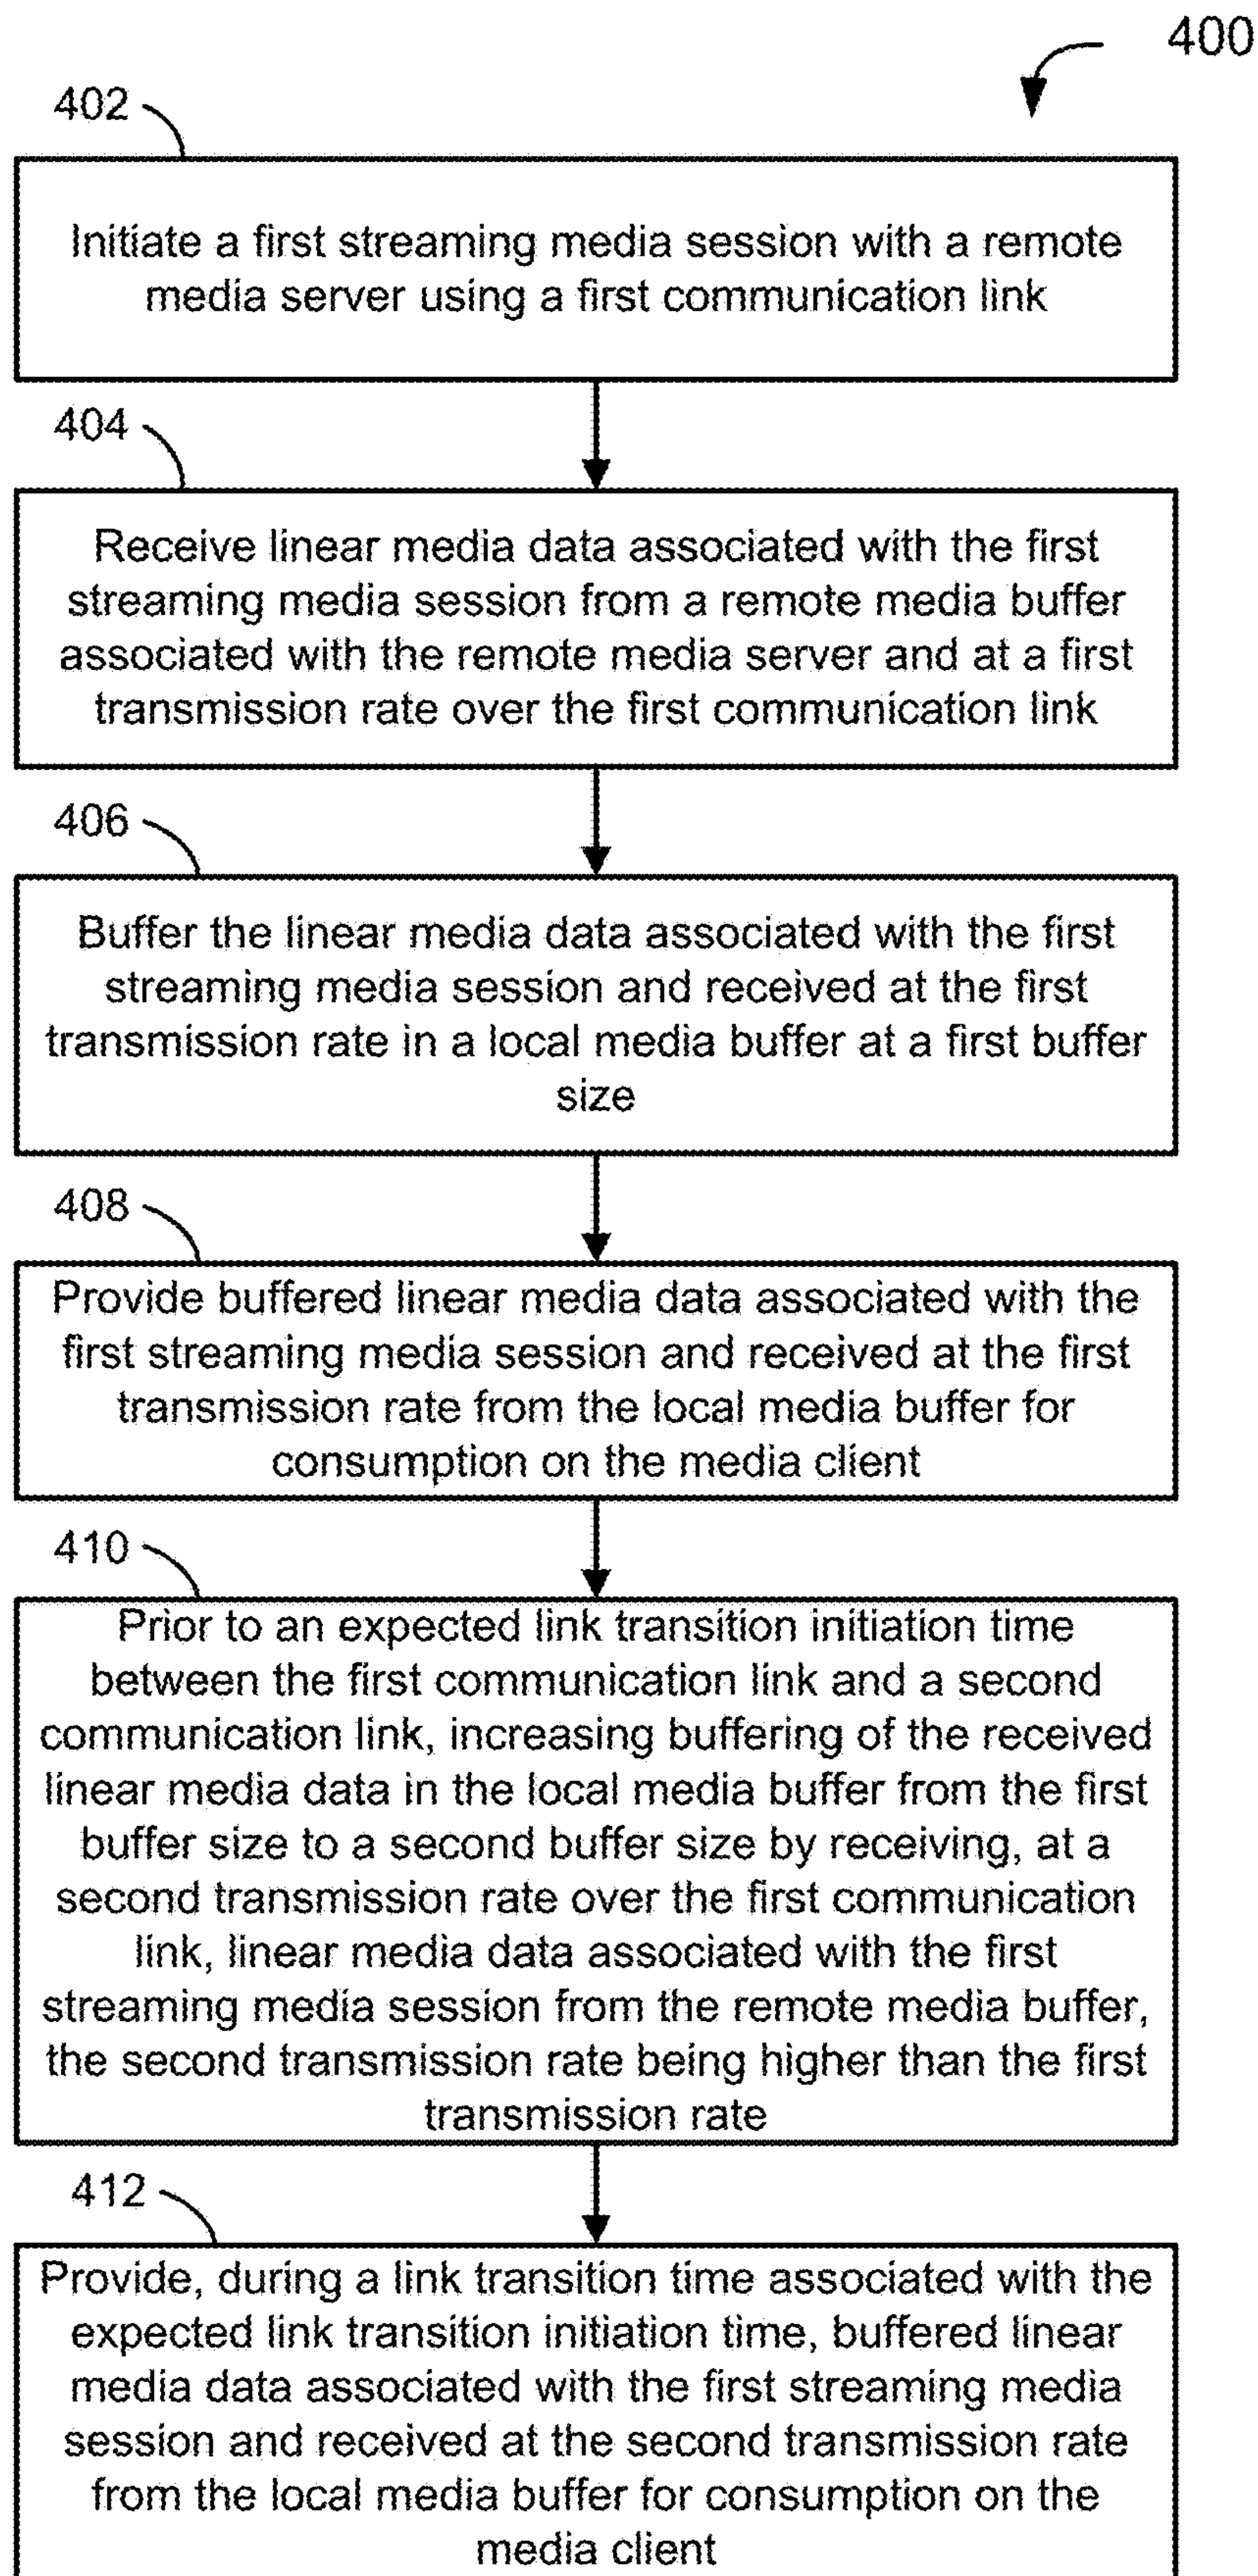 400
402
Initiate a first streaming media session with a remote
media server using a first communication link
404
Receive linear media data associated with the first
streaming media session from a remote media buffer
associated with the remote media server and at a first
transmission rate over the first communication link
406
Buffer the linear media data associated with the first
streaming media session and received at the first
transmission rate in a local media buffer at a first buffer
size
408
Provide buffered linear media data associated with the
first streaming media session and received at the first
transmission rate from the local media buffer for
consumption on the media client
410
Prior to an expected link transition initiation time
between the first communication link and a second
communication link, increasing buffering of the received
linear media data in the local media buffer from the first
buffer size to a second buffer size by receiving, at a
second transmission rate over the first communication
link, linear media data associated with the first
streaming media session from the remote media buffer,
the second transmission rate being higher than the first
transmission rate
412
Provide, during a link transition time associated with the
expected link transition initiation time, buffered linear
media data associated with the first streaming media
session and received at the second transmission rate
from the local media buffer for consumption on the
media client